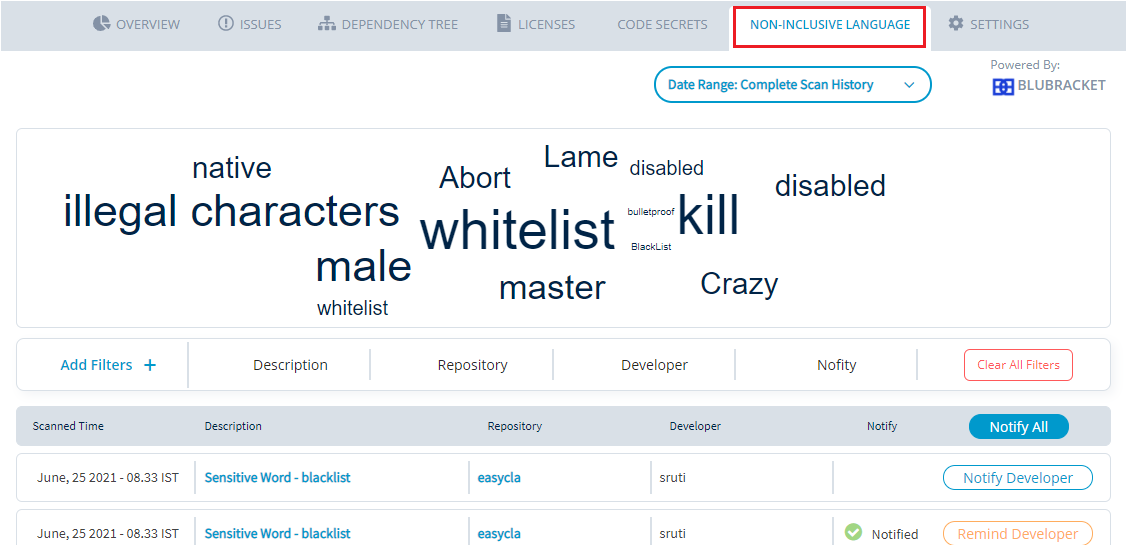 OVERVIEW ISSUES DEPENDENCY TREE LICENSES CODE SECRETS NON-INCLUSIVE LANGUAGE SETTINGS
Powered By:
Date Range: Complete Scan History
BLUBRACKET
Lame
native
Abort
disabled
disabled
illegal characters
whitelist
bulletproof
kill
BlackList
male
master
Crazy
whitelist
Add Filters + Description Repository Developer Nofity Clear All Filters
Scanned Time Description Repository Developer Notify Notify All
June, 25 2021 - 08.33 IST Sensitive Word - blacklist easycla sruti Notify Developer
June, 25 2021 - 08.33 IST Sensitive Word - blacklist easycla sruti Notified Remind Developer